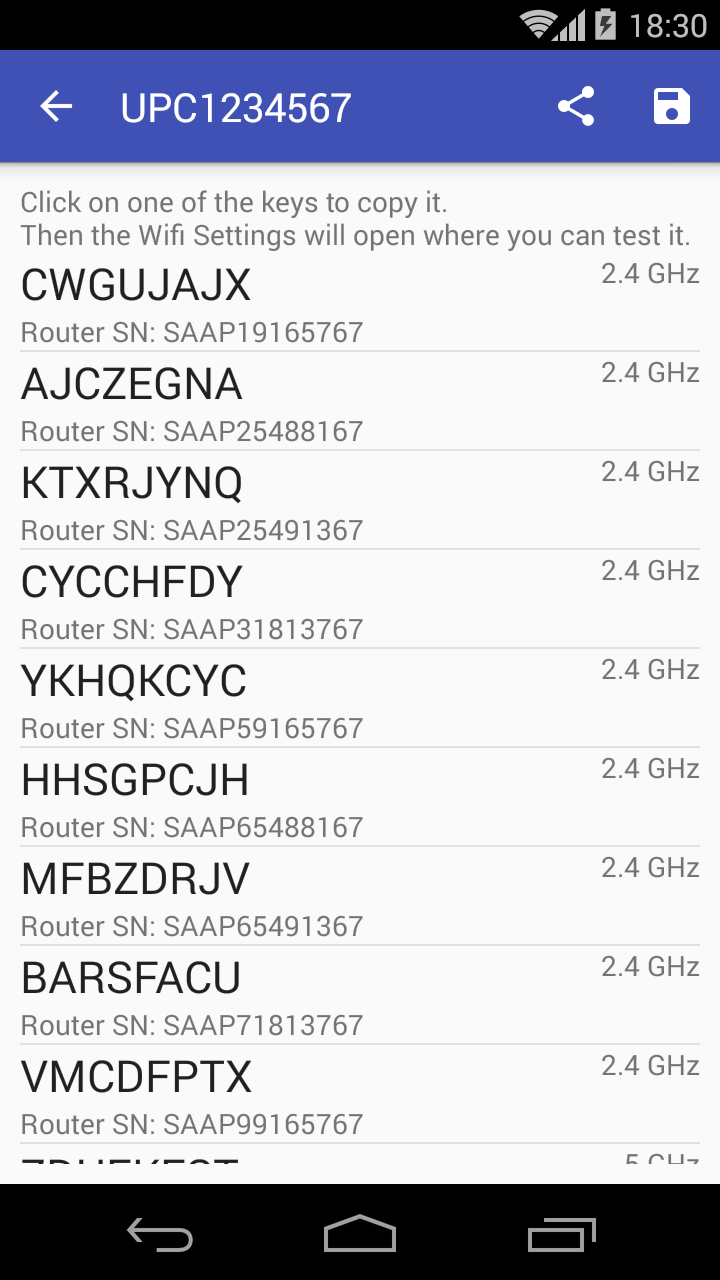 18:30
UPC1234567
Click on one of the keys to copy it.
Then the Wifi Settings will open where you can test it.
CWGUJAJX 2.4 GHz
Router SN: SAAP19165767
AJCZEGNA 2.4 GHz
Router SN: SAAP25488167
KTXRJYNQ 2.4 GHz
Router SN: SAAP25491367
CYCCHFDY 2.4 GHz
Router SN: SAAP31813767
YKHQKCYC 2.4 GHz
Router SN: SAAP59165767
HHSGPCJH 2.4 GHz
Router SN: SAAP65488167
MFBZDRJV 2.4 GHz
Router SN: SAAP65491367
BARSFACU 2.4 GHz
Router SN: SAAP71813767
VMCDFPTX 2.4 GHz
Router SN: SAAP99165767
5 GHz